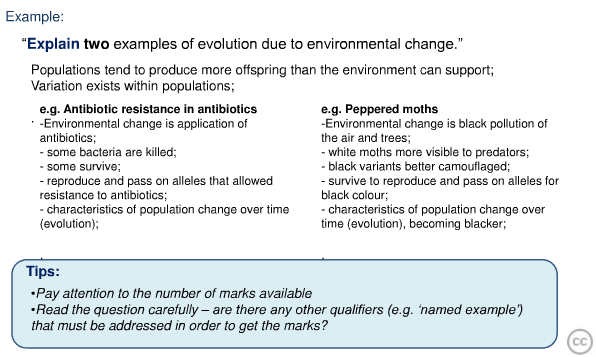 Example:
“Explain two examples of evolution due to environmental change.”
Populations tend to produce more offspring than the environment can support;
Variation exists within populations;
e.g. Antibiotic resistance in antibiotics
-Environmental change is application of
antibiotics;
- some bacteria are killed;
- some survive;
- reproduce and pass on alleles that allowed
resistance to antibiotics;
- characteristics of population change over time
(evolution);
e.g. Peppered moths
-Environmental change is black pollution of
the air and trees;
- white moths more visible to predators;
- black variants better camouflaged;
- survive to reproduce and pass on alleles for
black colour;
- characteristics of population change over
time (evolution), becoming blacker;
Tips:
•Pay attention to the number of marks available
•Read the question carefully – are there any other qualifiers (e.g. ‘named example’)
that must be addressed in order to get the marks?
cc